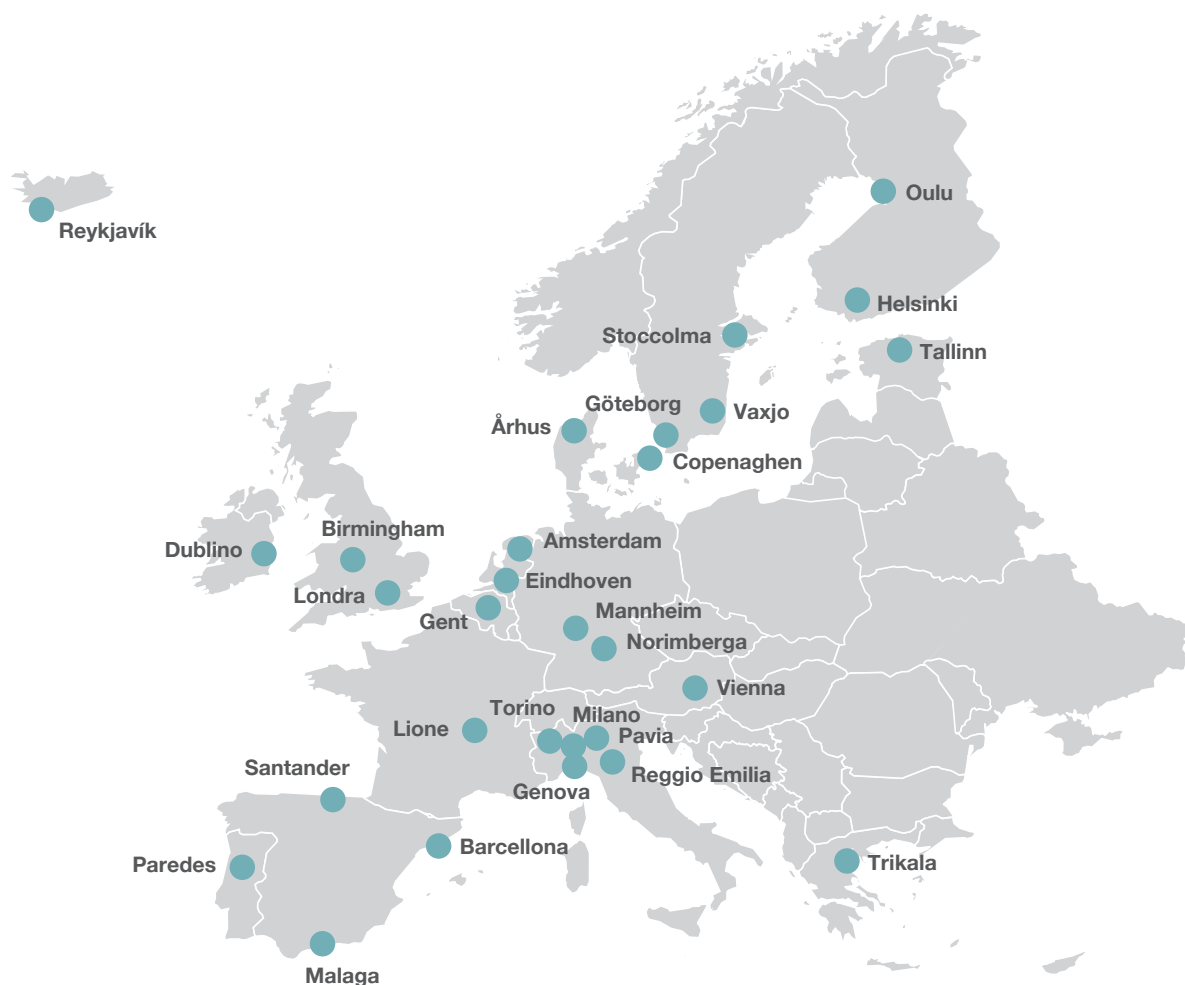 Oulu
Reykjavík
Helsinki
Stoccolma
Tallinn
Göteborg
Vaxjo
Århus
Copenaghen
Birmingham
Amsterdam
Dublino
Eindhoven
Londra
Mannheim
Gent
Norimberga
Vienna
Torino
Milano
Lione
Pavia
Santander
Reggio Emilia
Genova
Barcellona
Paredes
Trikala
Malaga